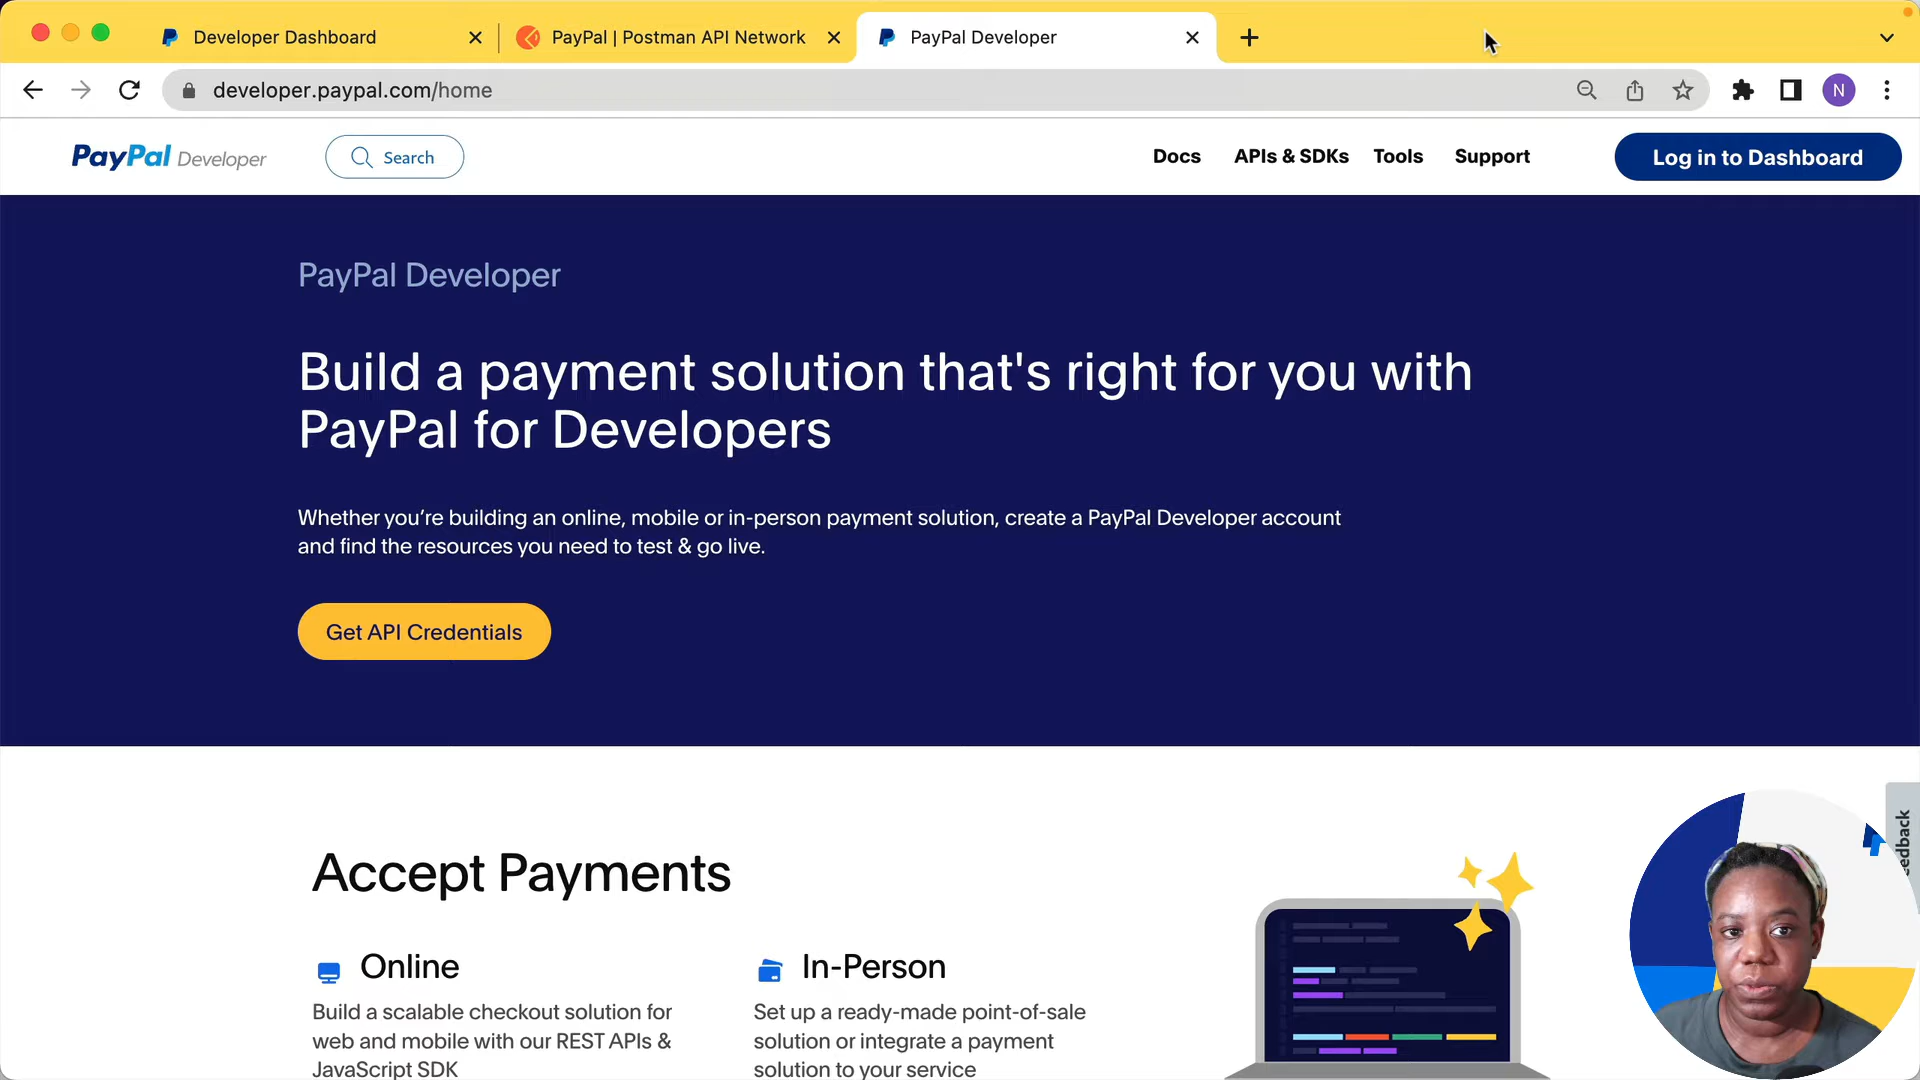 Developer Dashboard
PayPal | Postman API Network
PayPal Developer
developer.paypal.com/home
N
PayPal Developer
Search
Docs
APIs & SDKs
Tools
Support
Log in to Dashboard
PayPal Developer
Build a payment solution that's right for you with
PayPal for Developers
Whether you’re building an online, mobile or in-person payment solution, create a PayPal Developer account
and find the resources you need to test & go live.
Get API Credentials
Accept Payments
Online
Build a scalable checkout solution for
web and mobile with our REST APIs &
JavaScript SDK
In-Person
Set up a ready-made point-of-sale
solution or integrate a payment
solution to your service